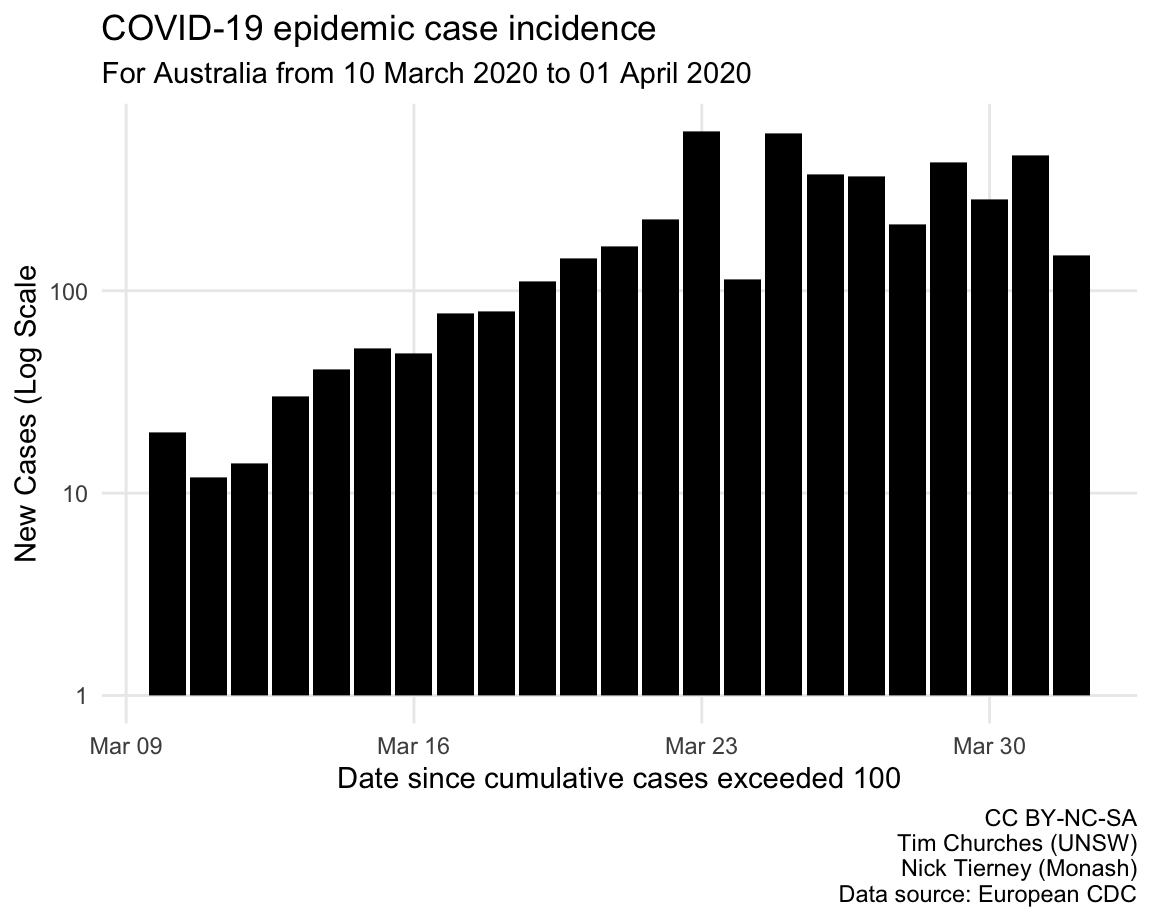 COVID-19 epidemic case incidence
For Australia from 10 March 2020 to 01 April 2020
New Cases (Log Scale
100
10
1
Mar 09
Mar 16
Mar 23
Mar 30
Date since cumulative cases exceeded 100
CC BY-NC-SA
Tim Churches (UNSW)
Nick Tierney (Monash)
Data source: European CDC